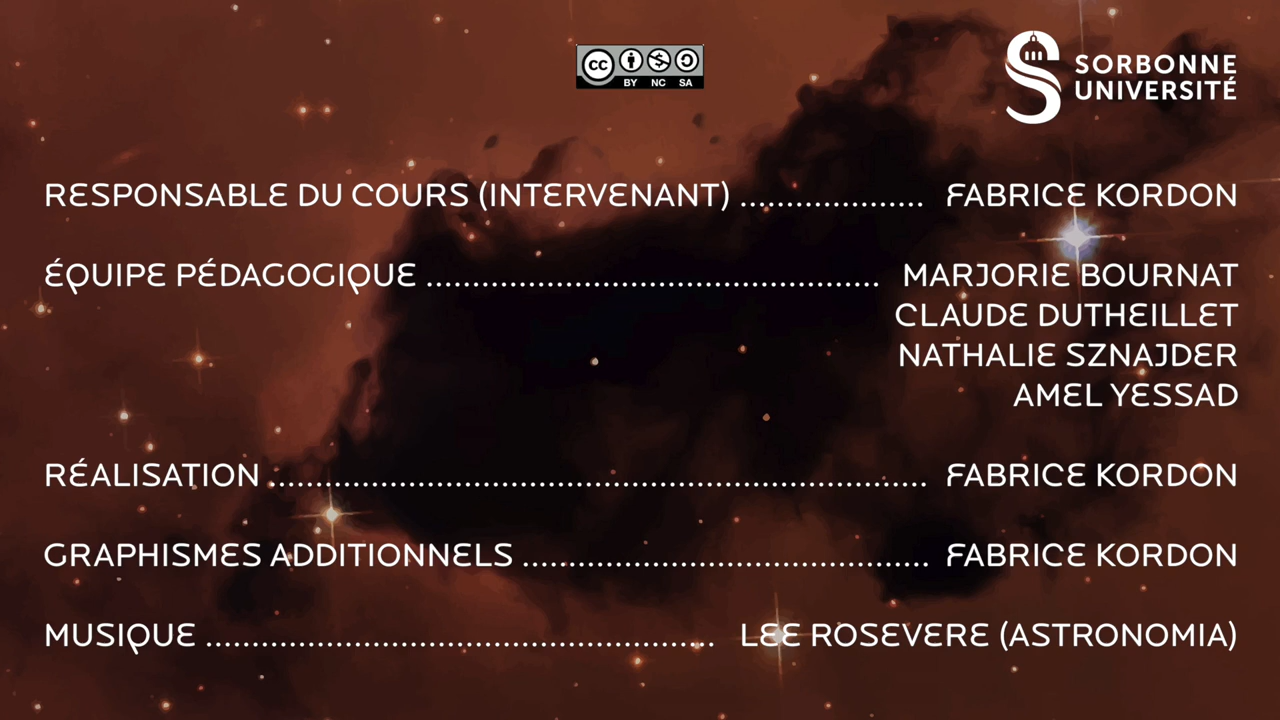 cc
BY NC SA
SORBONNE
UNIVERSITÉ
RESPONSABLE DU COURS (INTERVENANT) ................... FABRICE KORDON
ÉQUIPE PÉDAGOGIQUE ................................................ MARJORIE BOURNAT
CLAUDE DUTHEILLET
NATHALIE SZNAJDER
AMEL YESSAD
RÉALISATION ...................................................................... FABRICE KORDON
GRAPHISMES ADDITIONNELS ........................................... FABRICE KORDON
MUSIQUE ...................................................... LEE ROSEVERE (ASTRONOMIA)